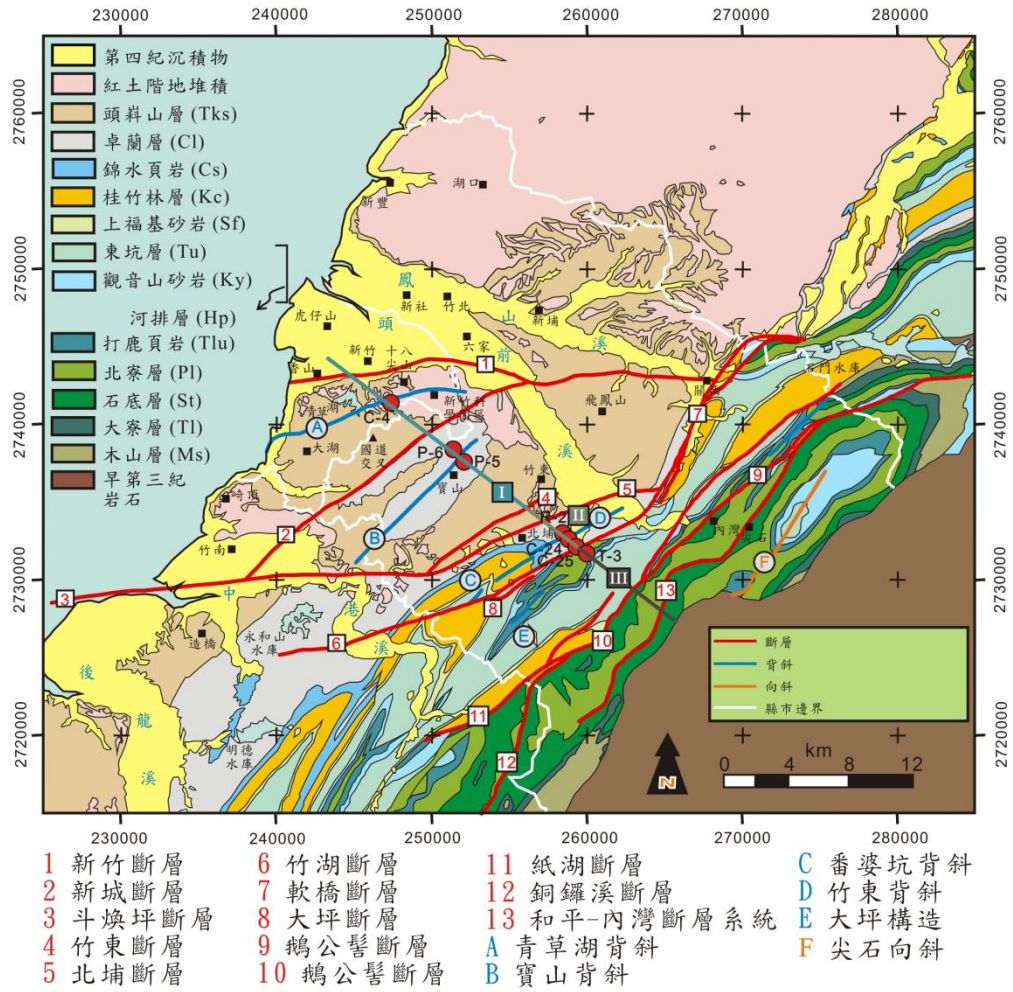 230000 240000 250000 260000 270000 280000
2760000
2750000
2740000
2730000
2720000
第四紀沉積物
紅土階地堆積
頭嵙山層 (Tks)
卓蘭層 (Cl)
錦水頁岩 (Cs)
桂竹林層 (Kc)
上福基砂岩 (Sf)
東坑層 (Tu)
觀音山砂岩 (Ky)
河排層 (Hp)
打鹿頁岩 (Tlu)
北寮層 (Pl)
石底層 (St)
大寮層 (Tl)
木山層 (Ms)
早第三紀
岩石
2760000
2750000
2740000
2730000
2720000
湖口
新豐
鳳
山
溪
新社
竹北
新埔
虎仔山
頭
前
溪
六家
新竹
十八
尖山
香山
1
石門水庫
7
飛鳳山
C-4
A
大湖
國道
交叉
P-6
P-5
寶山
I
竹東
4
5
9
崎頂
2
B
II
D
北埔
C-24
C-25
T-3
內灣
尖石
F
竹南
C
III
3
中
港
溪
8
13
造橋
永和山
水庫
6
E
10
後
龍
溪
明德
水庫
11
12
斷層
背斜
向斜
縣市邊界
km
0 4 8 12
N
230000 240000 250000 260000 270000 280000
1 新竹斷層
2 新城斷層
3 斗煥坪斷層
4 竹東斷層
5 北埔斷層
6 竹湖斷層
7 軟橋斷層
8 大坪斷層
9 鵝公髻斷層
10 鵝公髻斷層
11 紙湖斷層
12 銅鑼溪斷層
13 和平-內灣斷層系統
A 青草湖背斜
B 寶山背斜
C 番婆坑背斜
D 竹東背斜
E 大坪構造
F 尖石向斜